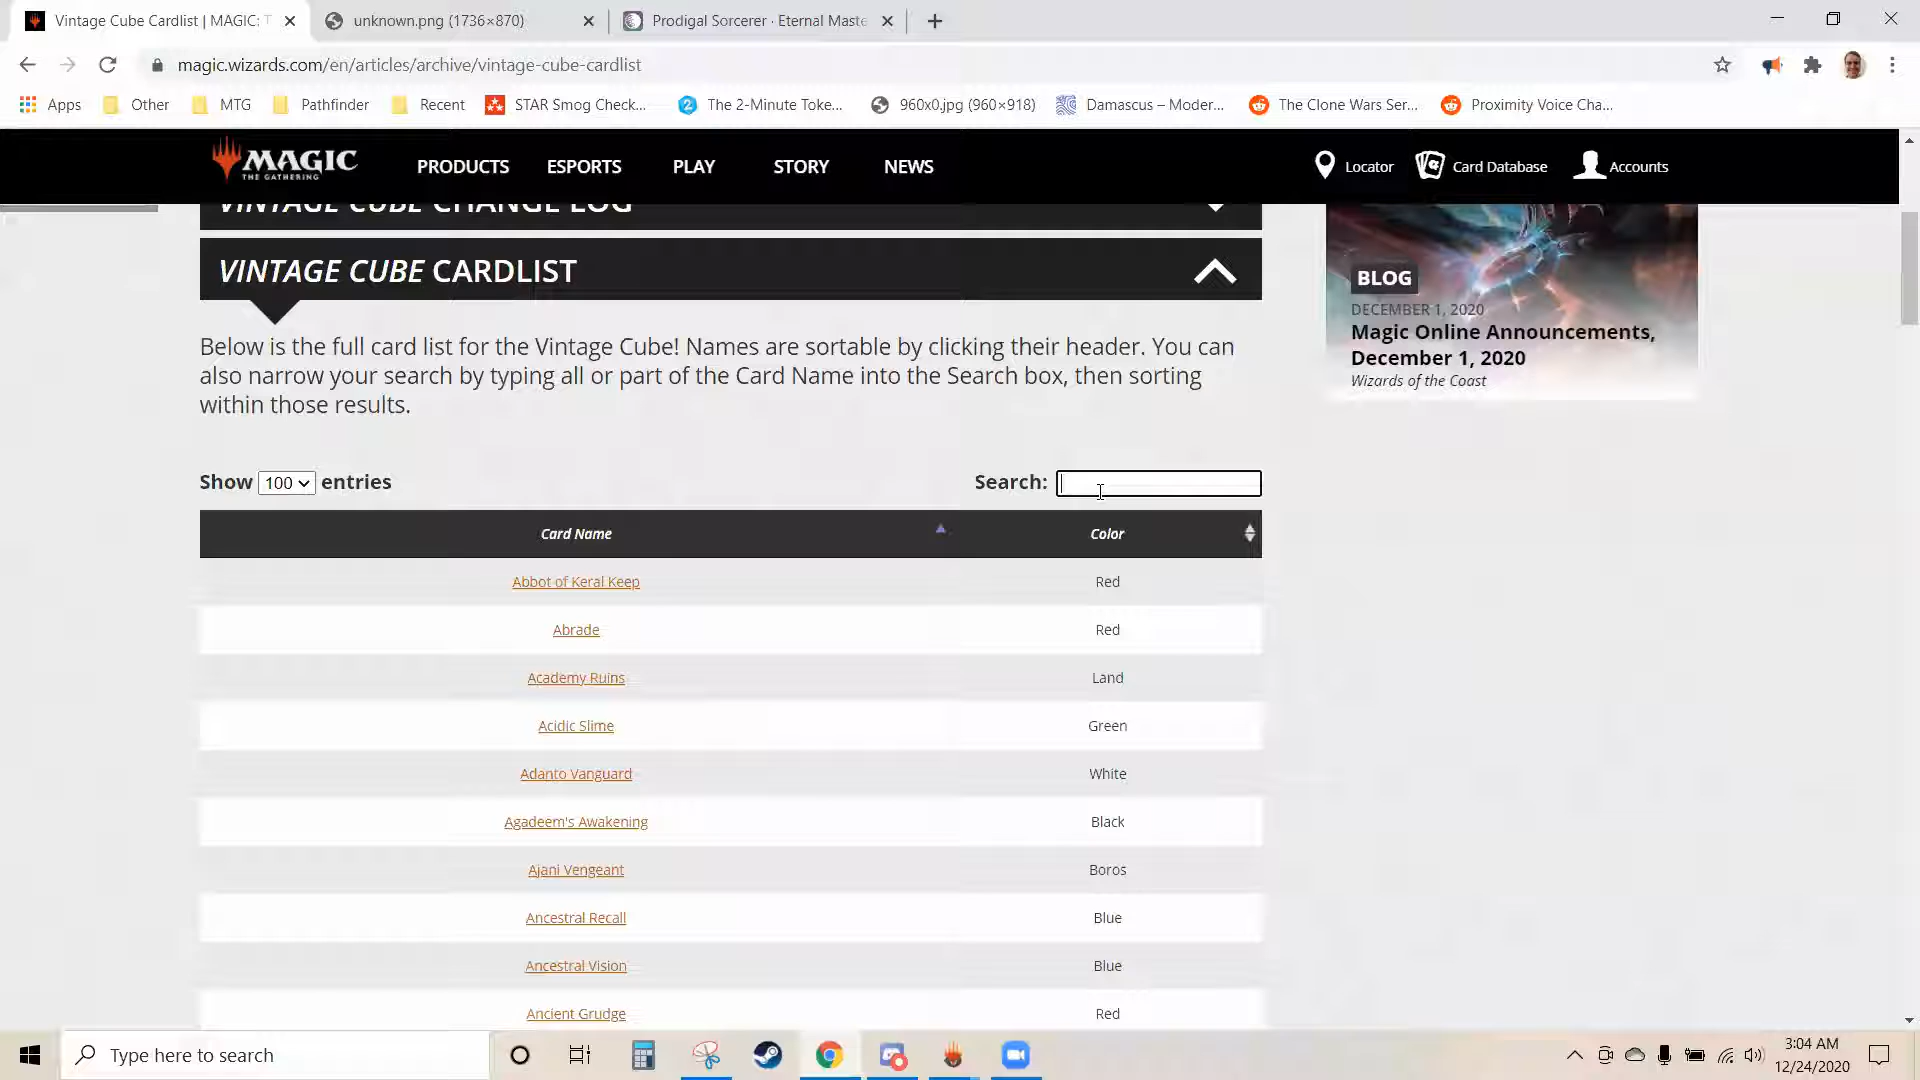 Vintage Cube Cardlist | MAGIC: T
unknown.png (1736×870)
Prodigal Sorcerer · Eternal Maste
magic.wizards.com/en/articles/archive/vintage-cube-cardlist
Apps
Other
MTG
Pathfinder
Recent
STAR Smog Check...
The 2-Minute Toke...
960x0.jpg (960×918)
Damascus – Moder...
The Clone Wars Ser...
Proximity Voice Cha...
MAGIC
THE GATHERING
PRODUCTS
ESPORTS
PLAY
STORY
NEWS
Locator
Card Database
Accounts
VINTAGE CUBE CHANGE LOG
VINTAGE CUBE CARDLIST
BLOG
DECEMBER 1, 2020
Magic Online Announcements,
December 1, 2020
Wizards of the Coast
Below is the full card list for the Vintage Cube! Names are sortable by clicking their header. You can
also narrow your search by typing all or part of the Card Name into the Search box, then sorting
within those results.
Show 100 entries
Search:
Card Name Color
Abbot of Keral Keep Red
Abrade Red
Academy Ruins Land
Acidic Slime Green
Adanto Vanguard White
Agadeem's Awakening Black
Ajani Vengeant Boros
Ancestral Recall Blue
Ancestral Vision Blue
Ancient Grudge Red
Type here to search
3:04 AM
12/24/2020